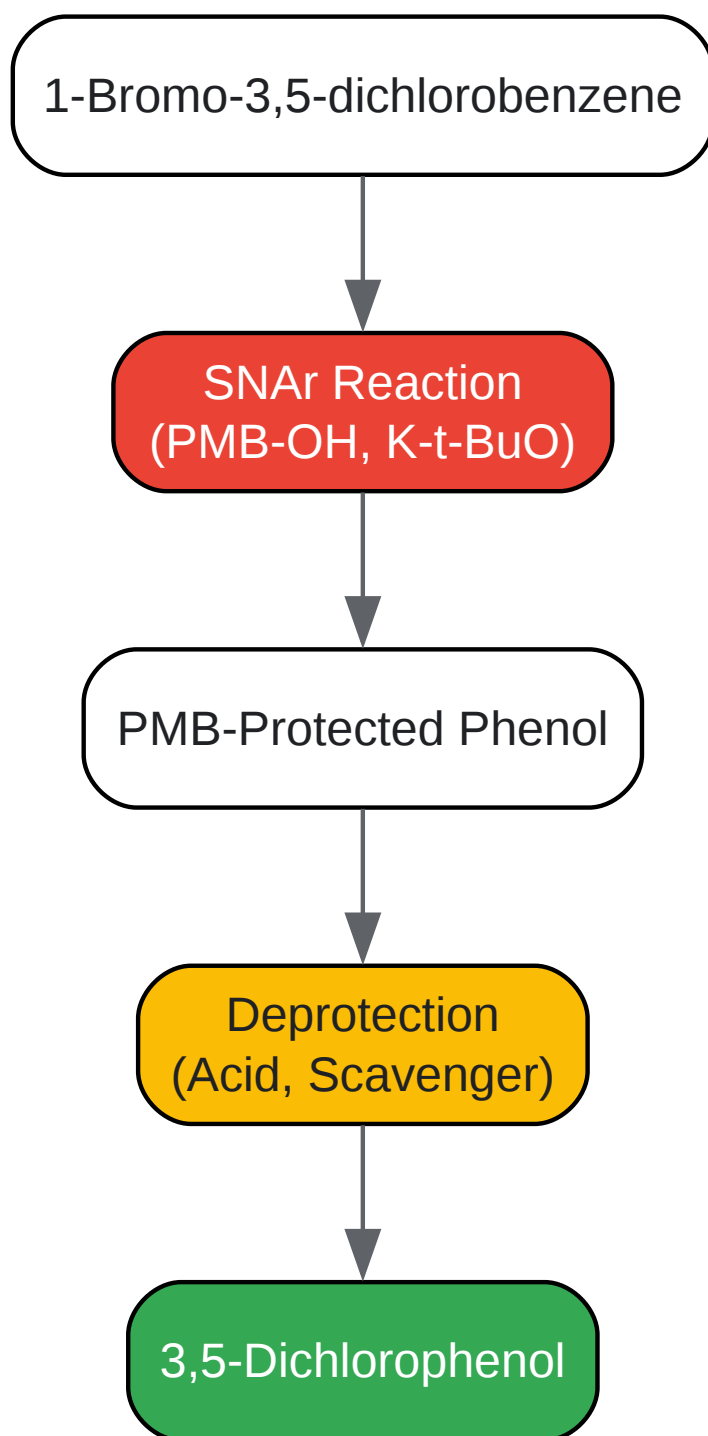 1-Bromo-3,5-dichlorobenzene
SNAr Reaction
(PMB-OH, K-t-BuO)
PMB-Protected Phenol
Deprotection
(Acid, Scavenger)
3,5-Dichlorophenol